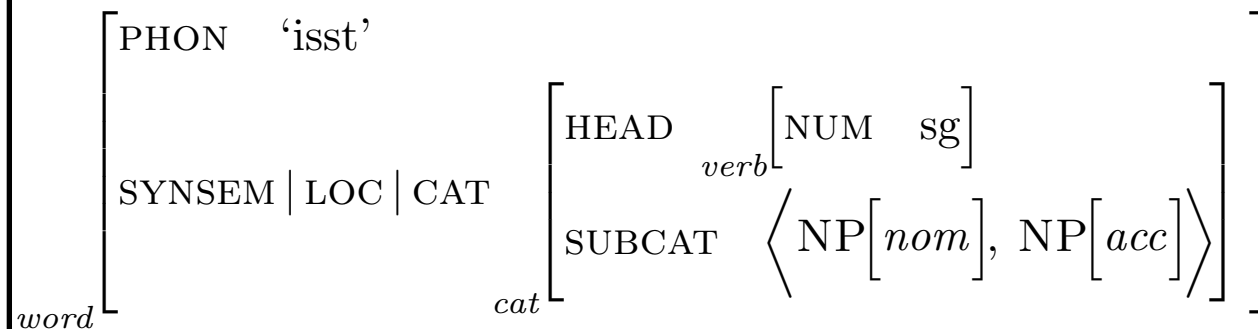 PHON ‘isst’
HEAD verb[NUM sg]
SYNSEM | LOC | CAT
SUBCAT ⟨NP[nom], NP[acc]⟩
word cat